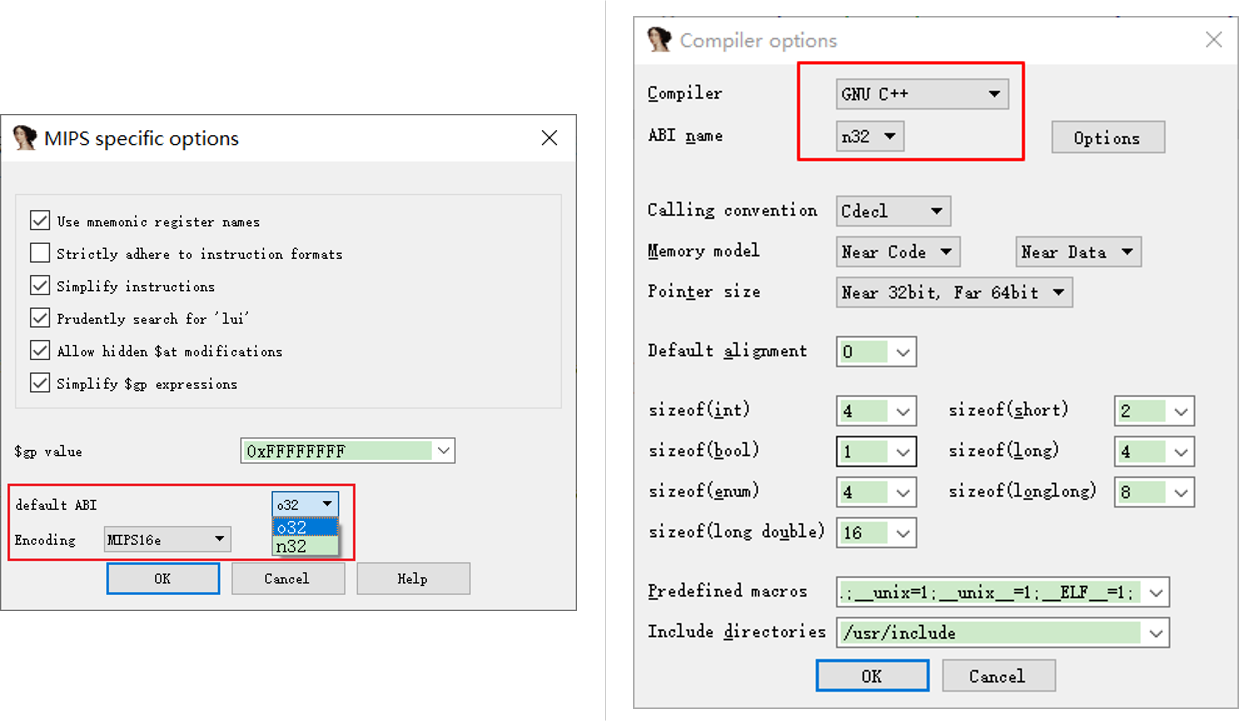 MIPS specific options
Use mnemonic register names
Strictly adhere to instruction formats
Simplify instructions
Prudently search for 'lui'
Allow hidden $at modifications
Simplify $gp expressions
$gp value 0xFFFFFFFF
default ABI o32
o32
n32
Encoding MIPS16e
OK Cancel Help
Compiler options
Compiler GNU C++
ABI name n32 Options
Calling convention Cdecl
Memory model Near Code Near Data
Pointer size Near 32bit, Far 64bit
Default alignment 0
sizeof(int) 4 sizeof(short) 2
sizeof(bool) 1 sizeof(long) 4
sizeof(enum) 4 sizeof(longlong) 8
sizeof(long double) 16
Predefined macros .;__unix=1;__unix__=1;__ELF__=1;
Include directories /usr/include
OK Cancel